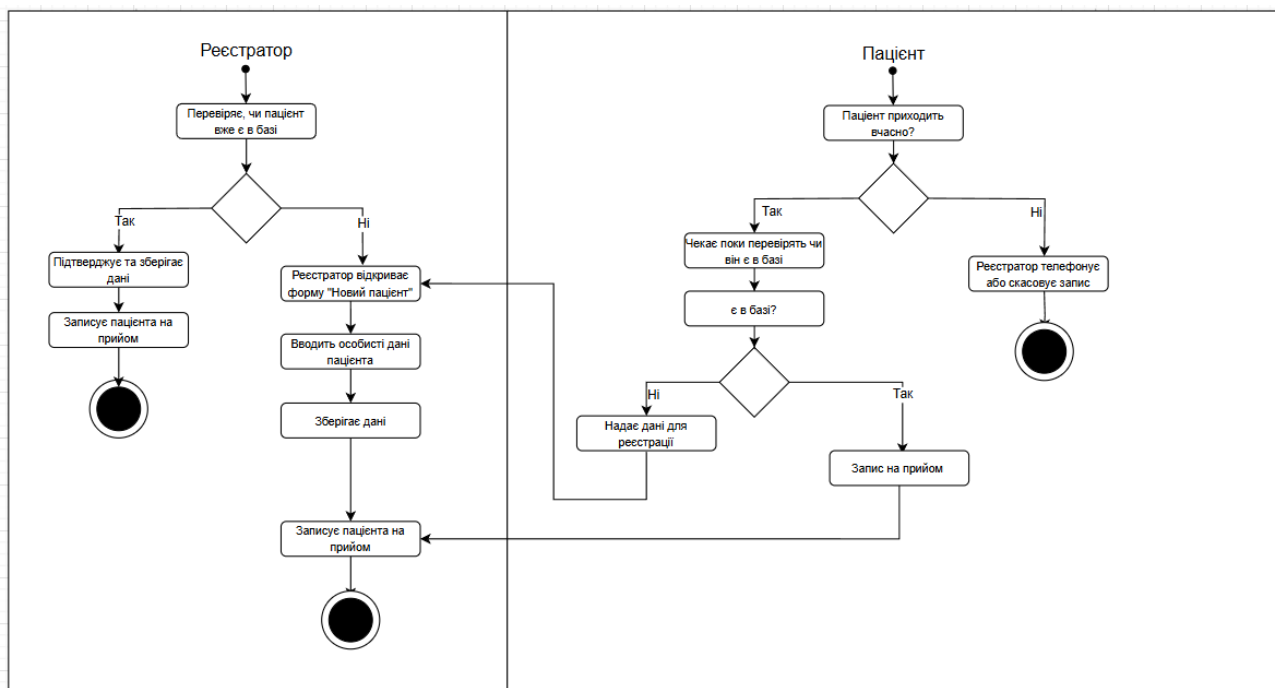 Реєстратор
Перевіряє, чи пацієнт
вже є в базі
Так
Ні
Підтверджує та зберігає
дані
Записує пацієнта на
прийом
Реєстратор відкриває
форму "Новий пацієнт"
Вводить особисті дані
пацієнта
Зберігає дані
Записує пацієнта на
прийом
Пацієнт
Пацієнт приходить
вчасно?
Так
Ні
Чекає поки перевірять чи
він є в базі
є в базі?
Ні
Так
Надає дані для
реєстрації
Запис на прийом
Реєстратор телефонує
або скасовує запис